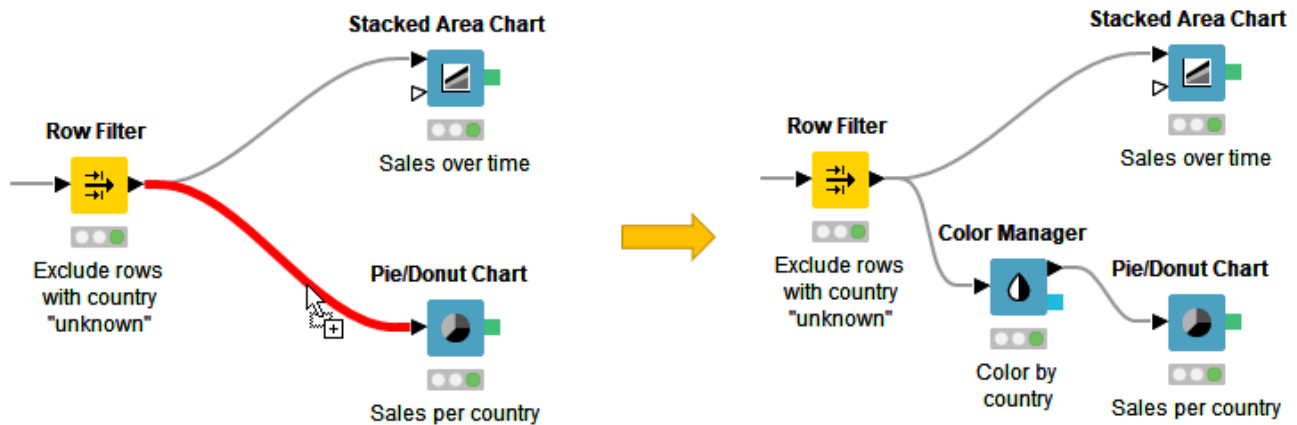 Stacked Area Chart
Sales over time
Row Filter
Exclude rows
with country
"unknown"
Pie/Donut Chart
Sales per country
Stacked Area Chart
Sales over time
Row Filter
Exclude rows
with country
"unknown"
Color Manager
Color by
country
Pie/Donut Chart
Sales per country